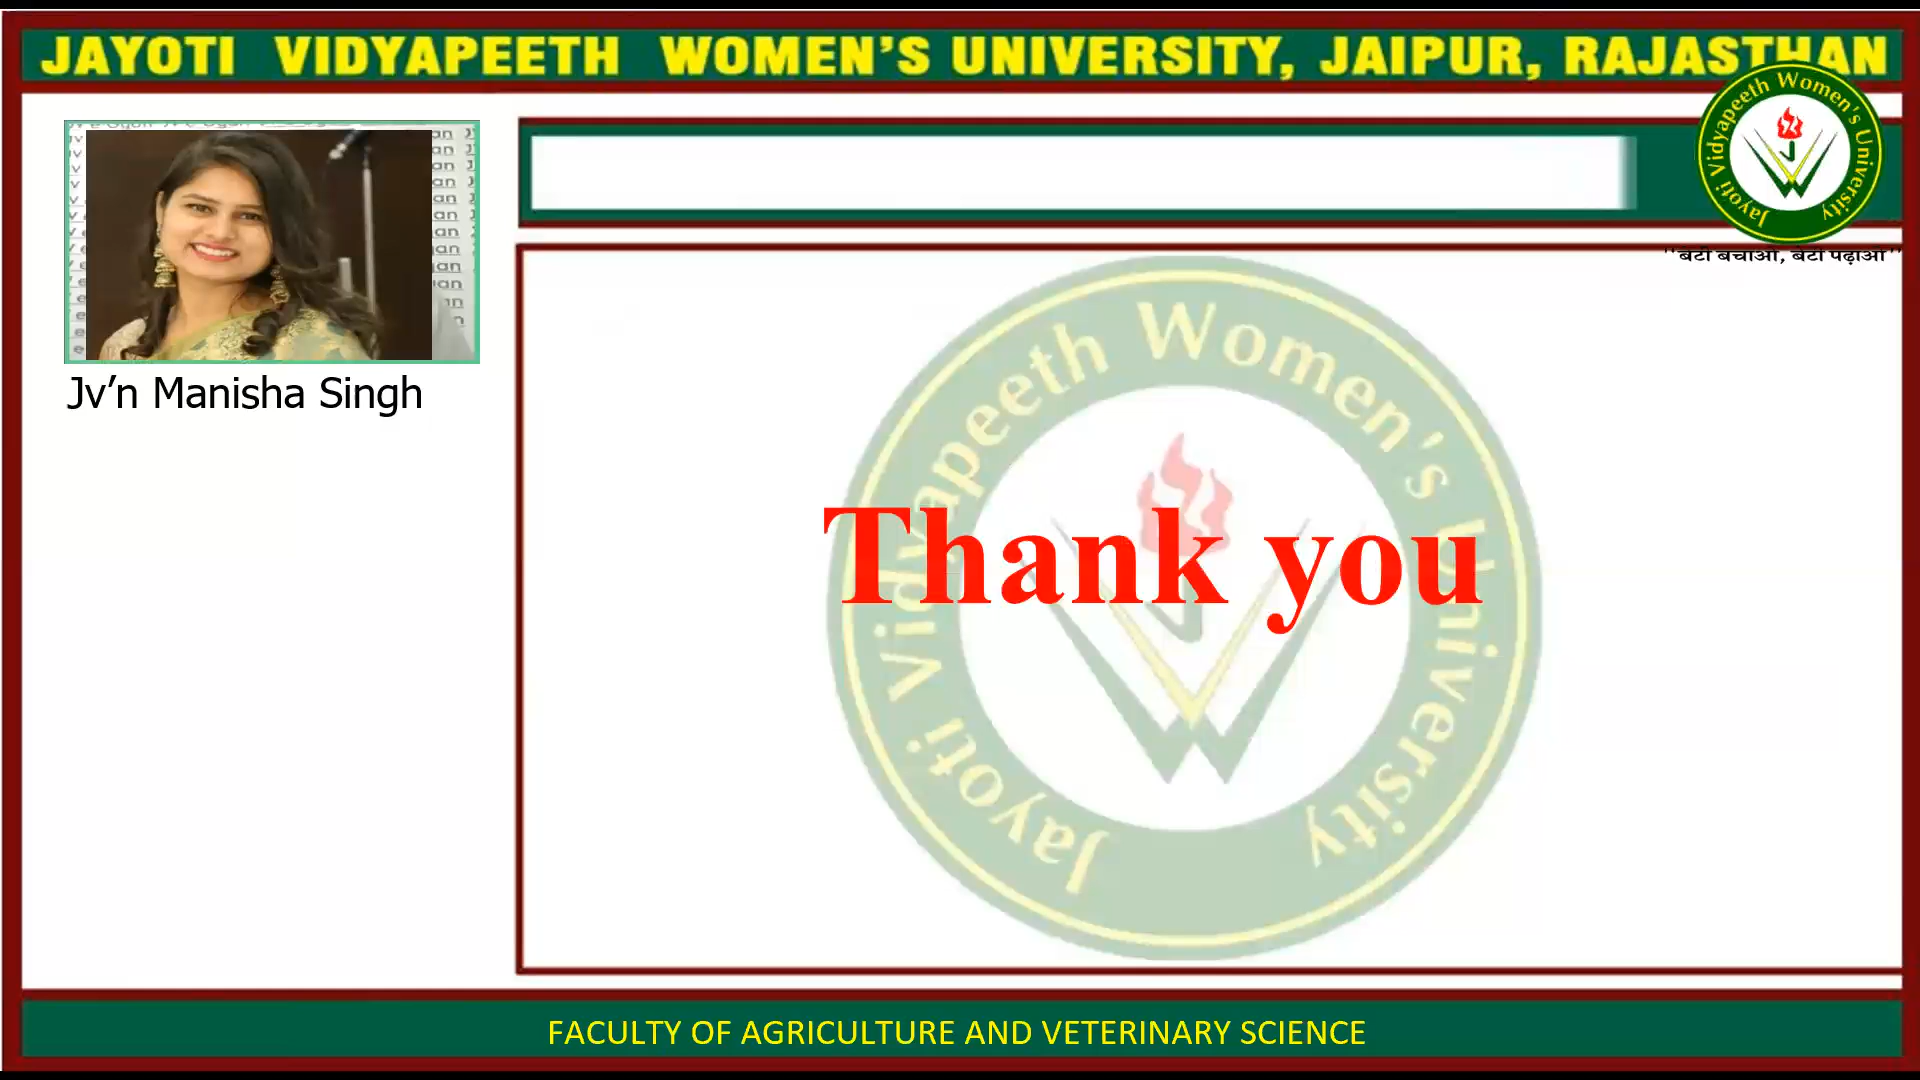 JAYOTI VIDYAPEETH WOMEN'S UNIVERSITY, JAIPUR, RAJASTHAN
Jayoti Vidyapeeth Women's University
"बेटी बचाओ, बेटी पढ़ाओ"
Jv'n Manisha Singh
Jayoti Vidyapeeth Women's University
Thank you
FACULTY OF AGRICULTURE AND VETERINARY SCIENCE